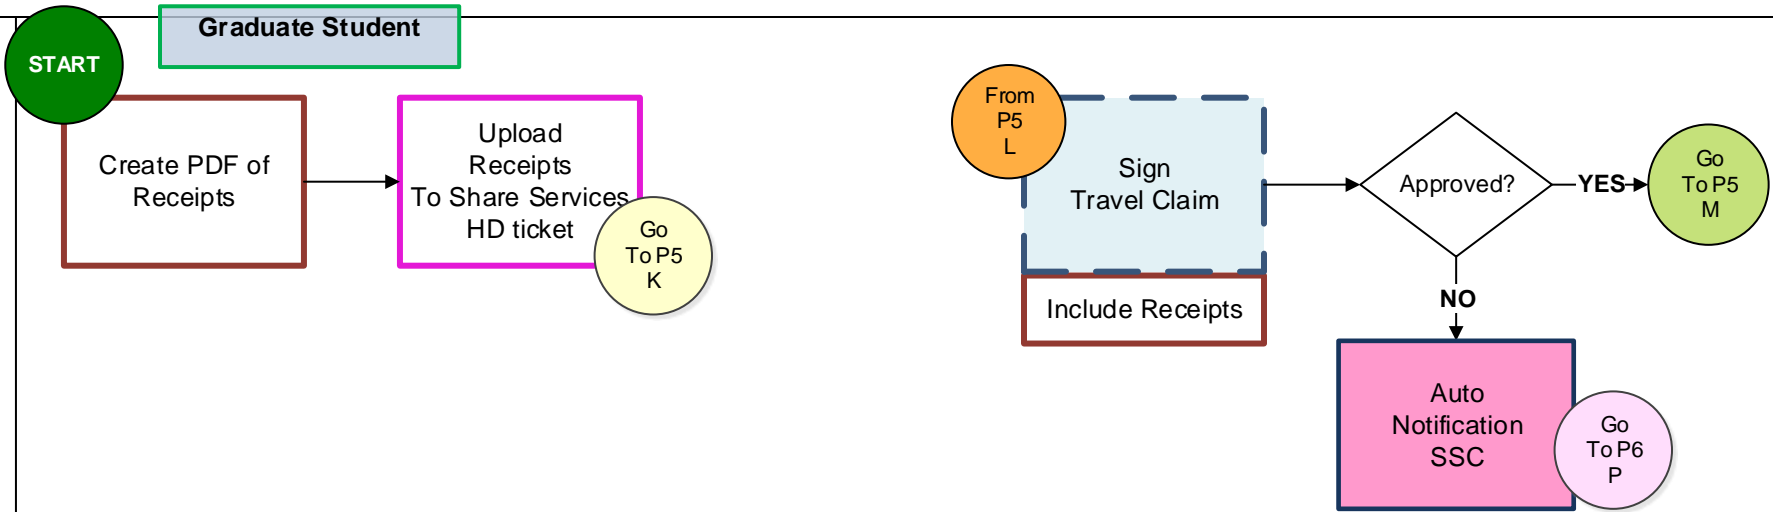 START
Graduate Student
Create PDF of
Receipts
Upload
Receipts
To Share Services
HD ticket
Go
To P5
K
From
P5
L
Sign
Travel Claim
Include Receipts
Approved?
YES
Go
To P5
M
NO
Auto
Notification
SSC
Go
To P6
P